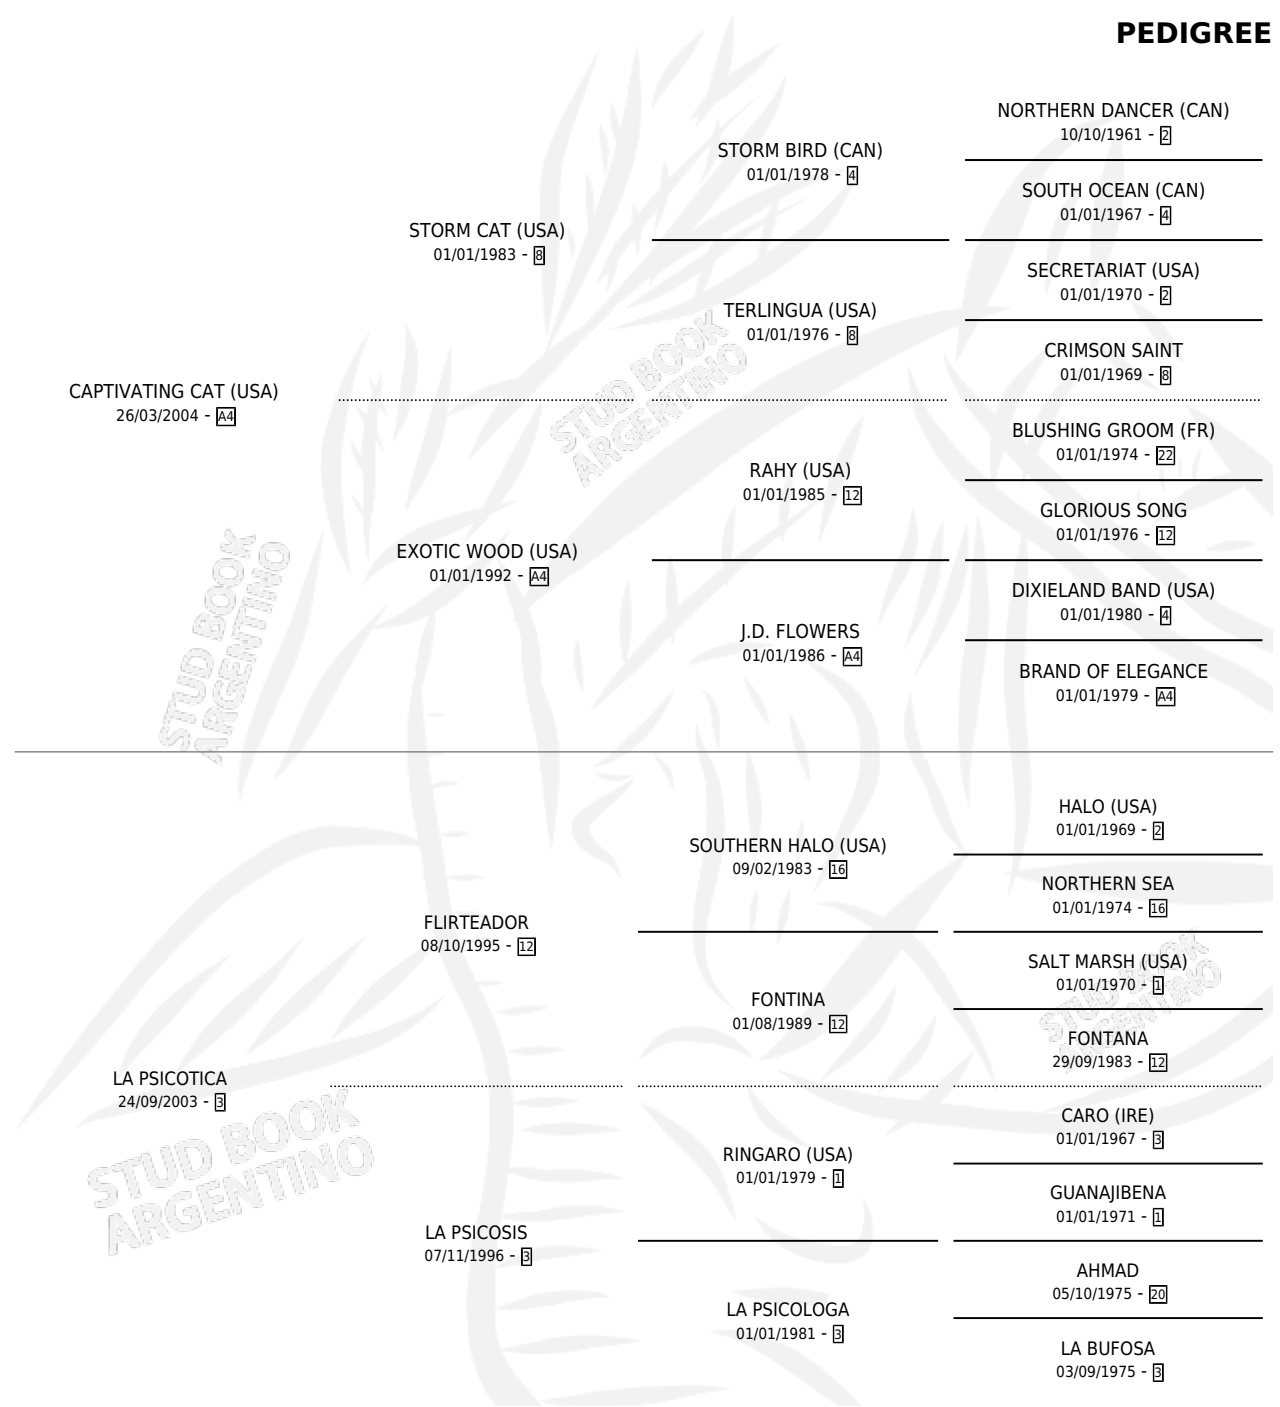 PEDIGREE
NORTHERN DANCER (CAN)
10/10/1961 - 2
STORM BIRD (CAN)
01/01/1978 - 4
SOUTH OCEAN (CAN)
01/01/1967 - 4
STORM CAT (USA)
01/01/1983 - 8
SECRETARIAT (USA)
01/01/1970 - 2
TERLINGUA (USA)
01/01/1976 - 8
CRIMSON SAINT
01/01/1969 - 8
CAPTIVATING CAT (USA)
26/03/2004 - A4
BLUSHING GROOM (FR)
01/01/1974 - 22
RAHY (USA)
01/01/1985 - 12
GLORIOUS SONG
01/01/1976 - 12
EXOTIC WOOD (USA)
01/01/1992 - A4
DIXIELAND BAND (USA)
01/01/1980 - 4
J.D. FLOWERS
01/01/1986 - A4
BRAND OF ELEGANCE
01/01/1979 - A4
HALO (USA)
01/01/1969 - 2
SOUTHERN HALO (USA)
09/02/1983 - 16
NORTHERN SEA
01/01/1974 - 16
FLIRTEADOR
08/10/1995 - 12
SALT MARSH (USA)
01/01/1970 - 1
FONTINA
01/08/1989 - 12
FONTANA
29/09/1983 - 12
LA PSICOTICA
24/09/2003 - 3
CARO (IRE)
01/01/1967 - 3
RINGARO (USA)
01/01/1979 - 1
GUANAJIBENA
01/01/1971 - 1
LA PSICOSIS
07/11/1996 - 3
AHMAD
05/10/1975 - 20
LA PSICOLOGA
01/01/1981 - 3
LA BUFOSA
03/09/1975 - 3
STUD BOOK
ARGENTINO
STUD BOOK
ARGENTINO
STUD BOOK
ARGENTINO
STUD BOOK
ARGENTINO